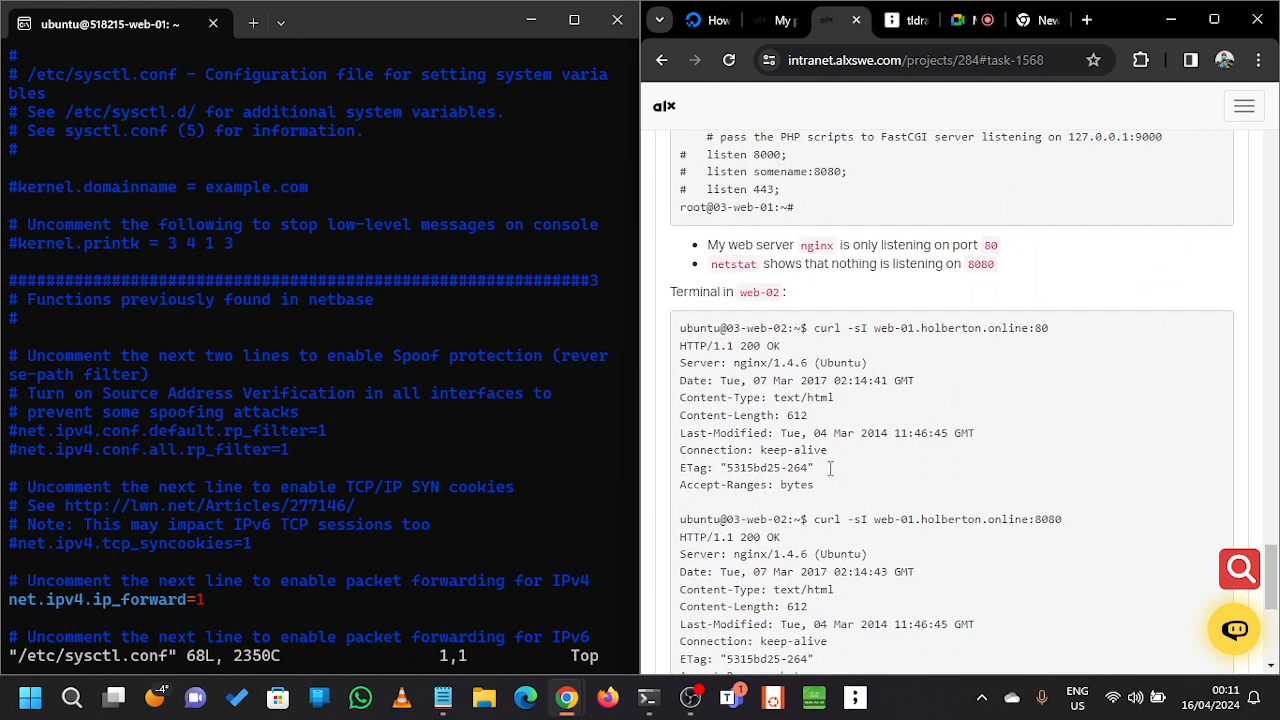 ubuntu@518215-web-01: ~
#
# /etc/sysctl.conf - Configuration file for setting system varia
bles
# See /etc/sysctl.d/ for additional system variables.
# See sysctl.conf (5) for information.
#
#kernel.domainname = example.com
# Uncomment the following to stop low-level messages on console
#kernel.printk = 3 4 1 3
##############################################################3
# Functions previously found in netbase
#
# Uncomment the next two lines to enable Spoof protection (rever
se-path filter)
# Turn on Source Address Verification in all interfaces to
# prevent some spoofing attacks
#net.ipv4.conf.default.rp_filter=1
#net.ipv4.conf.all.rp_filter=1
# Uncomment the next line to enable TCP/IP SYN cookies
# See http://lwn.net/Articles/277146/
# Note: This may impact IPv6 TCP sessions too
#net.ipv4.tcp_syncookies=1
# Uncomment the next line to enable packet forwarding for IPv4
net.ipv4.ip_forward=1
# Uncomment the next line to enable packet forwarding for IPv6
"/etc/sysctl.conf" 68L, 2350C 1,1 Top
How My p tldra M New
intranet.alxswe.com/projects/284#task-1568
alx
# pass the PHP scripts to FastCGI server listening on 127.0.0.1:9000
# listen 8000;
# listen somename:8080;
# listen 443;
root@03-web-01:~#
• My web server nginx is only listening on port 80
• netstat shows that nothing is listening on 8080
Terminal in web-02:
ubuntu@03-web-02:~$ curl -sI web-01.holberton.online:80
HTTP/1.1 200 OK
Server: nginx/1.4.6 (Ubuntu)
Date: Tue, 07 Mar 2017 02:14:41 GMT
Content-Type: text/html
Content-Length: 612
Last-Modified: Tue, 04 Mar 2014 11:46:45 GMT
Connection: keep-alive
ETag: "5315bd25-264"
Accept-Ranges: bytes
ubuntu@03-web-02:~$ curl -sI web-01.holberton.online:8080
HTTP/1.1 200 OK
Server: nginx/1.4.6 (Ubuntu)
Date: Tue, 07 Mar 2017 02:14:43 GMT
Content-Type: text/html
Content-Length: 612
Last-Modified: Tue, 04 Mar 2014 11:46:45 GMT
Connection: keep-alive
ETag: "5315bd25-264"
-4°
1
ENG
US
00:11
16/04/2024